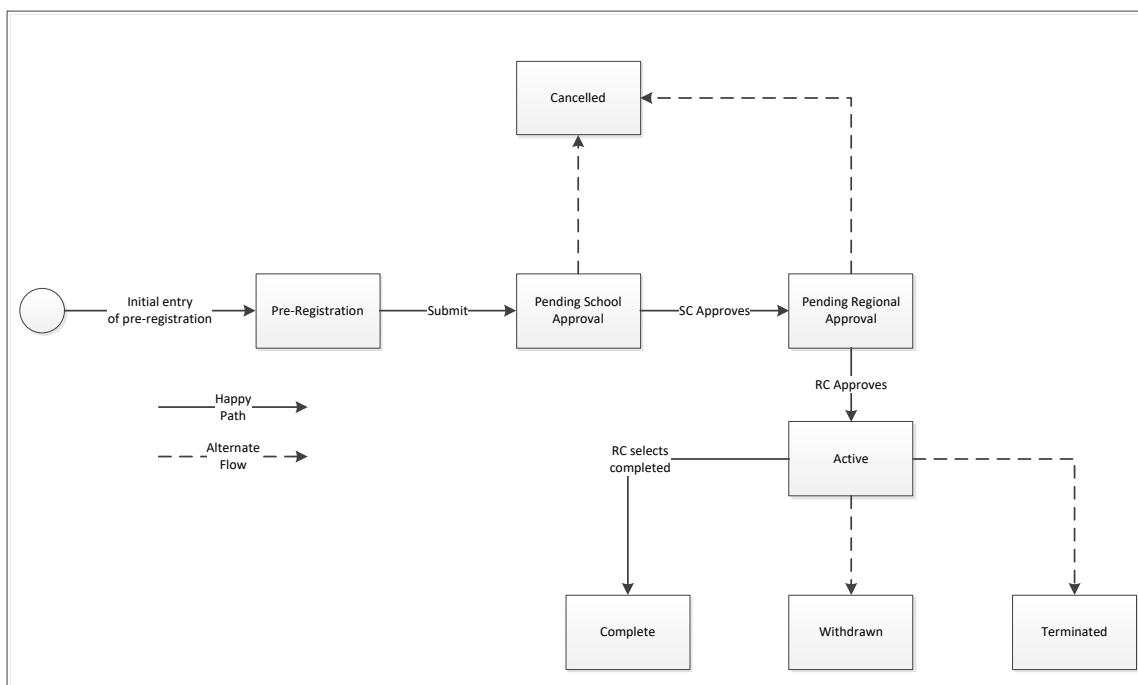 Cancelled
Initial entry
of pre-registration
Pre-Registration
Submit
Pending School
Approval
SC Approves
Pending Regional
Approval
RC Approves
Happy
Path
Alternate
Flow
RC selects
completed
Active
Complete
Withdrawn
Terminated